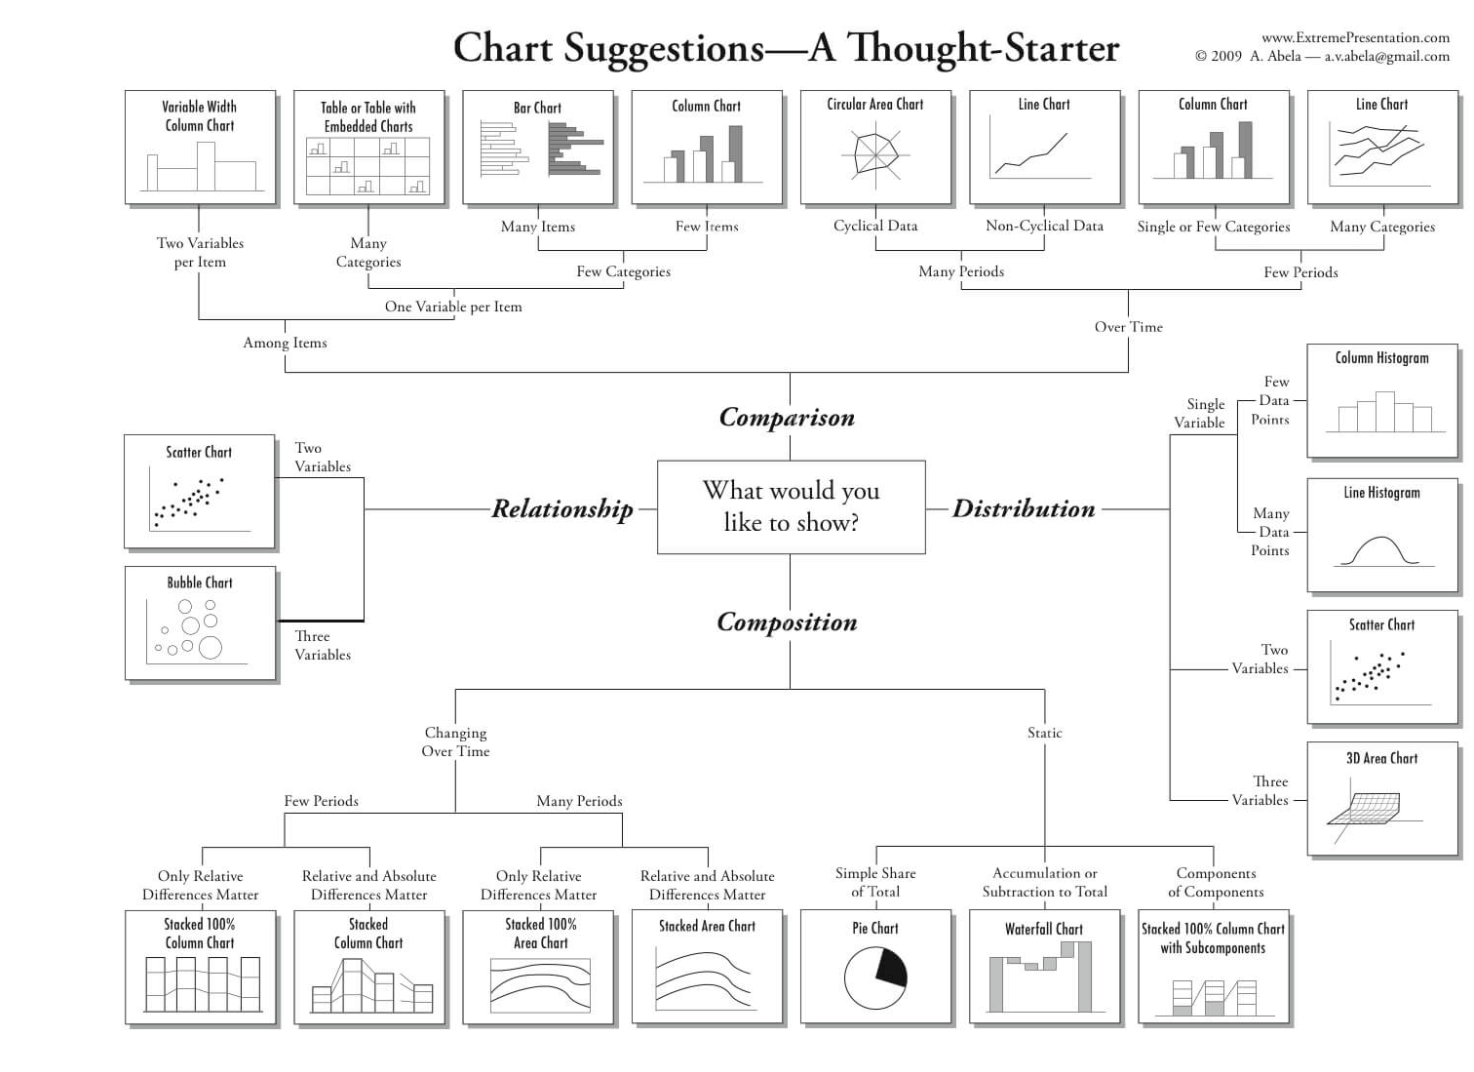 Chart Suggestions—A Thought-Starter
www.ExtremePresentation.com
© 2009 A. Abela — a.v.abela@gmail.com
Variable Width
Column Chart
Table or Table with
Embedded Charts
Bar Chart
Column Chart
Circular Area Chart
Line Chart
Column Chart
Line Chart
Two Variables
per Item
Many
Categories
Many Items
Few Items
Cyclical Data
Non-Cyclical Data
Single or Few Categories
Many Categories
Few Categories
Many Periods
Few Periods
One Variable per Item
Among Items
Over Time
Comparison
What would you
like to show?
Relationship
Two
Variables
Scatter Chart
Bubble Chart
Three
Variables
Distribution
Single
Variable
Few
Data
Points
Column Histogram
Many
Data
Points
Line Histogram
Two
Variables
Scatter Chart
Three
Variables
3D Area Chart
Composition
Changing
Over Time
Static
Few Periods
Many Periods
Only Relative
Differences Matter
Relative and Absolute
Differences Matter
Only Relative
Differences Matter
Relative and Absolute
Differences Matter
Simple Share
of Total
Accumulation or
Subtraction to Total
Components
of Components
Stacked 100%
Column Chart
Stacked
Column Chart
Stacked 100%
Area Chart
Stacked Area Chart
Pie Chart
Waterfall Chart
Stacked 100% Column Chart
with Subcomponents